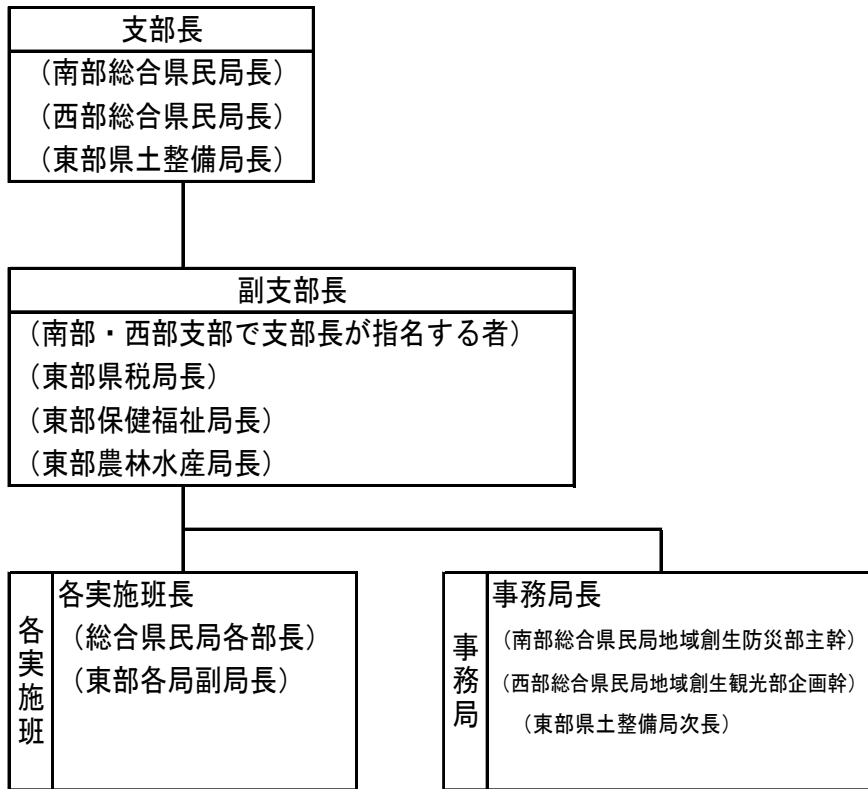 支部長
(南部総合県民局長)
(西部総合県民局長)
(東部県土整備局長)
副支部長
(南部・西部支部で支部長が指名する者)
(東部県税局長)
(東部保健福祉局長)
(東部農林水産局長)
各実施班
各実施班長
(総合県民局各部長)
(東部各局副局長)
事務局
事務局長
(南部総合県民局地域創生防災部主幹)
(西部総合県民局地域創生観光部企画幹)
(東部県土整備局次長)